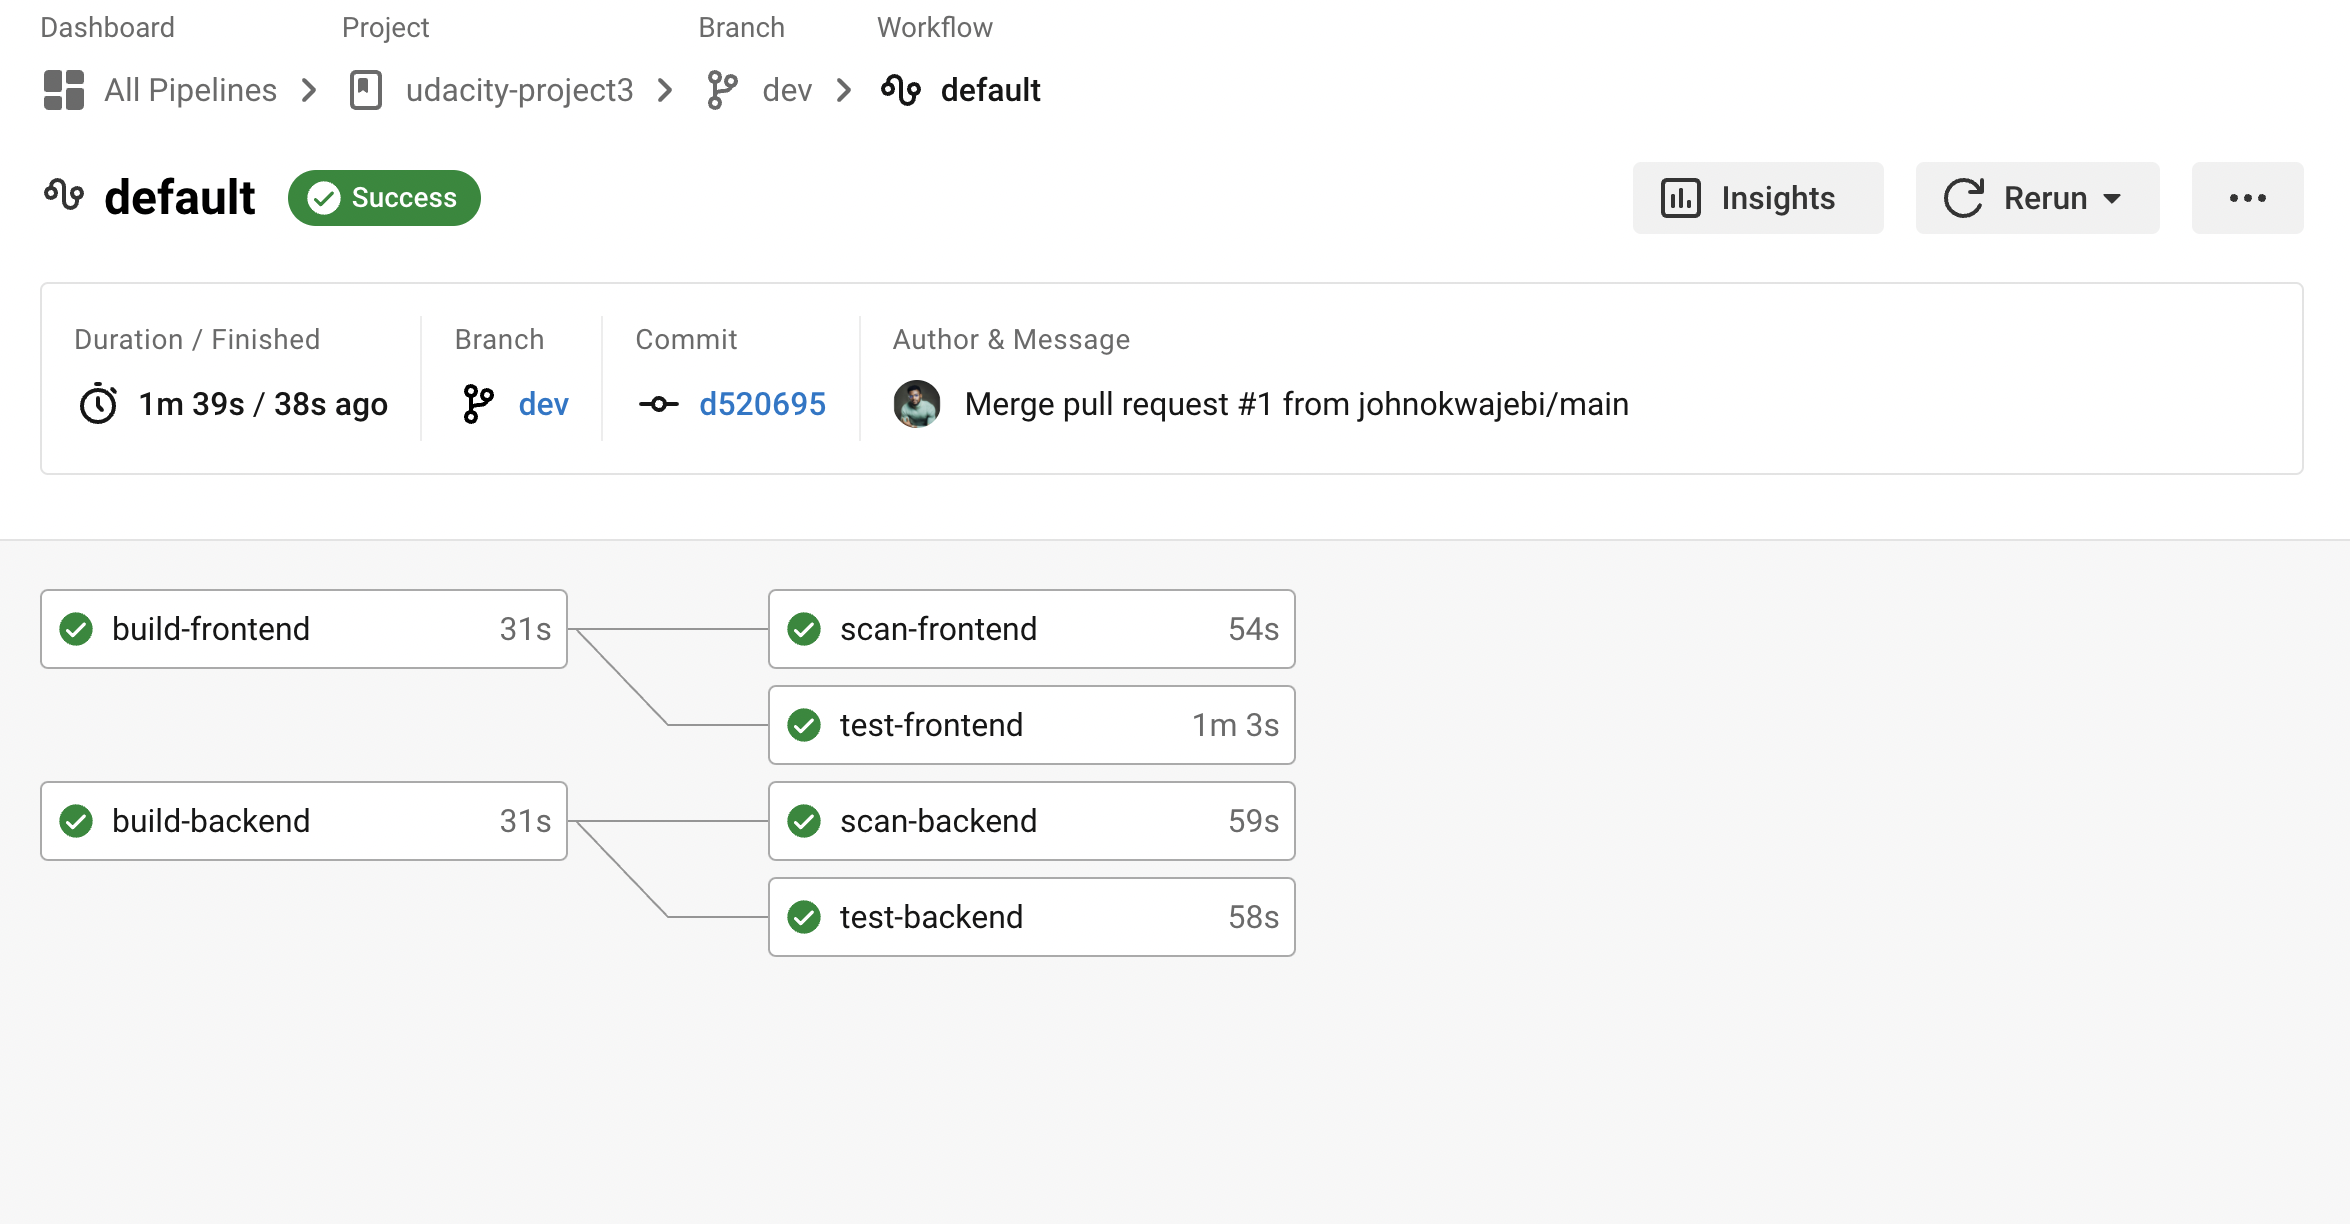 Dashboard Project Branch Workflow
All Pipelines udacity-project3 dev default
default Success Insights Rerun
Duration / Finished Branch Commit Author & Message
1m 39s / 38s ago dev d520695 Merge pull request #1 from johnokwajebi/main
build-frontend 31s scan-frontend 54s
test-frontend 1m 3s
build-backend 31s scan-backend 59s
test-backend 58s